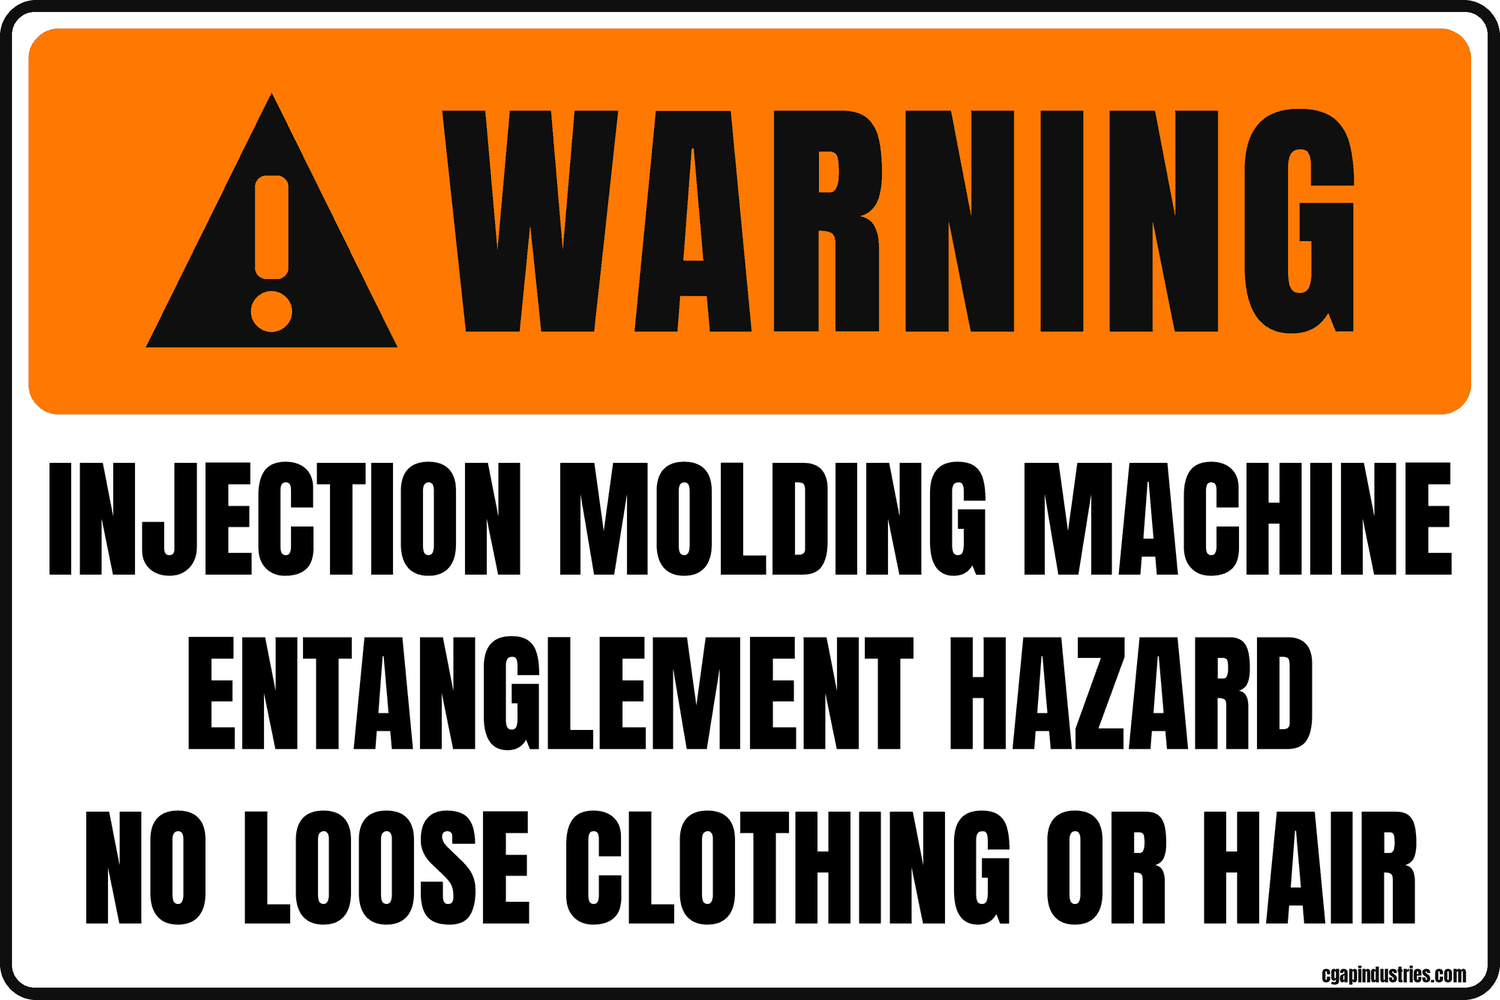 WARNING
INJECTION MOLDING MACHINE
ENTANGLEMENT HAZARD
NO LOOSE CLOTHING OR HAIR
cgapindustries.com